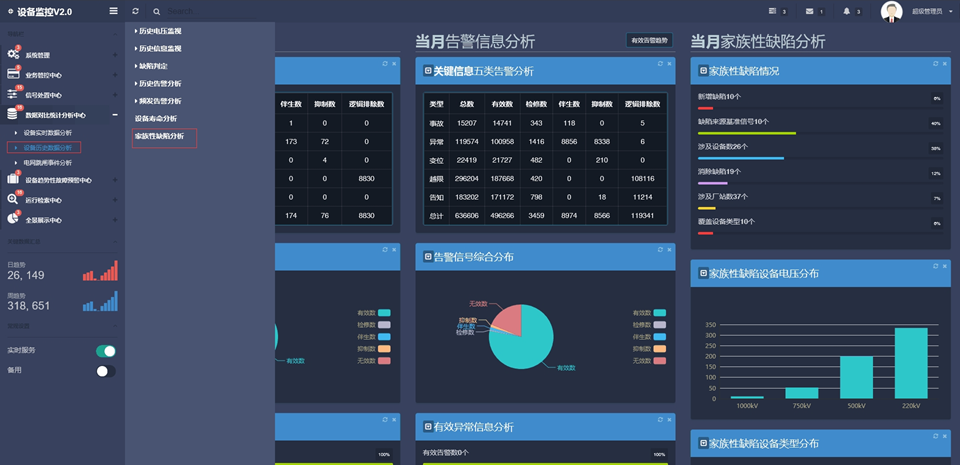 设备监控V2.0
Search
3
1
3
超级管理员
系统管理
业务管控中心
信号处置中心
数据对比统计分析中心
设备实时数据分析
设备历史数据分析
电网跳闸事件分析
设备趋势性故障预警中心
运行检索中心
全景展示中心
日趋势
26, 149
周趋势
318, 651
实时服务
备用
历史电压监视
历史信息监视
缺陷判定
历史告警分析
频发告警分析
设备寿命分析
家族性缺陷分析
伴生数 抑制数 逻辑排除数
1 0 0
173 72 0
0 4 0
0 0 8830
0 0 0
174 76 8830
有效数
检修数
伴生数
抑制数
无效数
有效数
100%
当月告警信息分析
有效告警趋势
关键信息五类告警分析
类型 总数 有效数 检修数 伴生数 抑制数 逻辑排除数
事故 15207 14741 343 118 0 5
异常 119574 100958 1416 8856 8338 6
变位 22419 21727 482 0 210 0
越限 296204 187668 420 0 0 108116
告知 183202 171172 798 0 18 11214
总计 636606 496266 3459 8974 8566 119341
告警信号综合分布
无效数
抑制数
伴生数
检修数
有效数
有效数
检修数
伴生数
抑制数
无效数
有效异常信息分析
有效告警数0个
100%
当月家族性缺陷分析
家族性缺陷情况
新增缺陷10个
6%
缺陷来源基准信号10个
40%
涉及设备数26个
36%
消除缺陷19个
12%
涉及厂站数37个
7%
覆盖设备类型10个
6%
家族性缺陷设备电压分布
350
300
250
200
150
100
50
0
1000kV 750kV 500kV 220kV
家族性缺陷设备类型分布